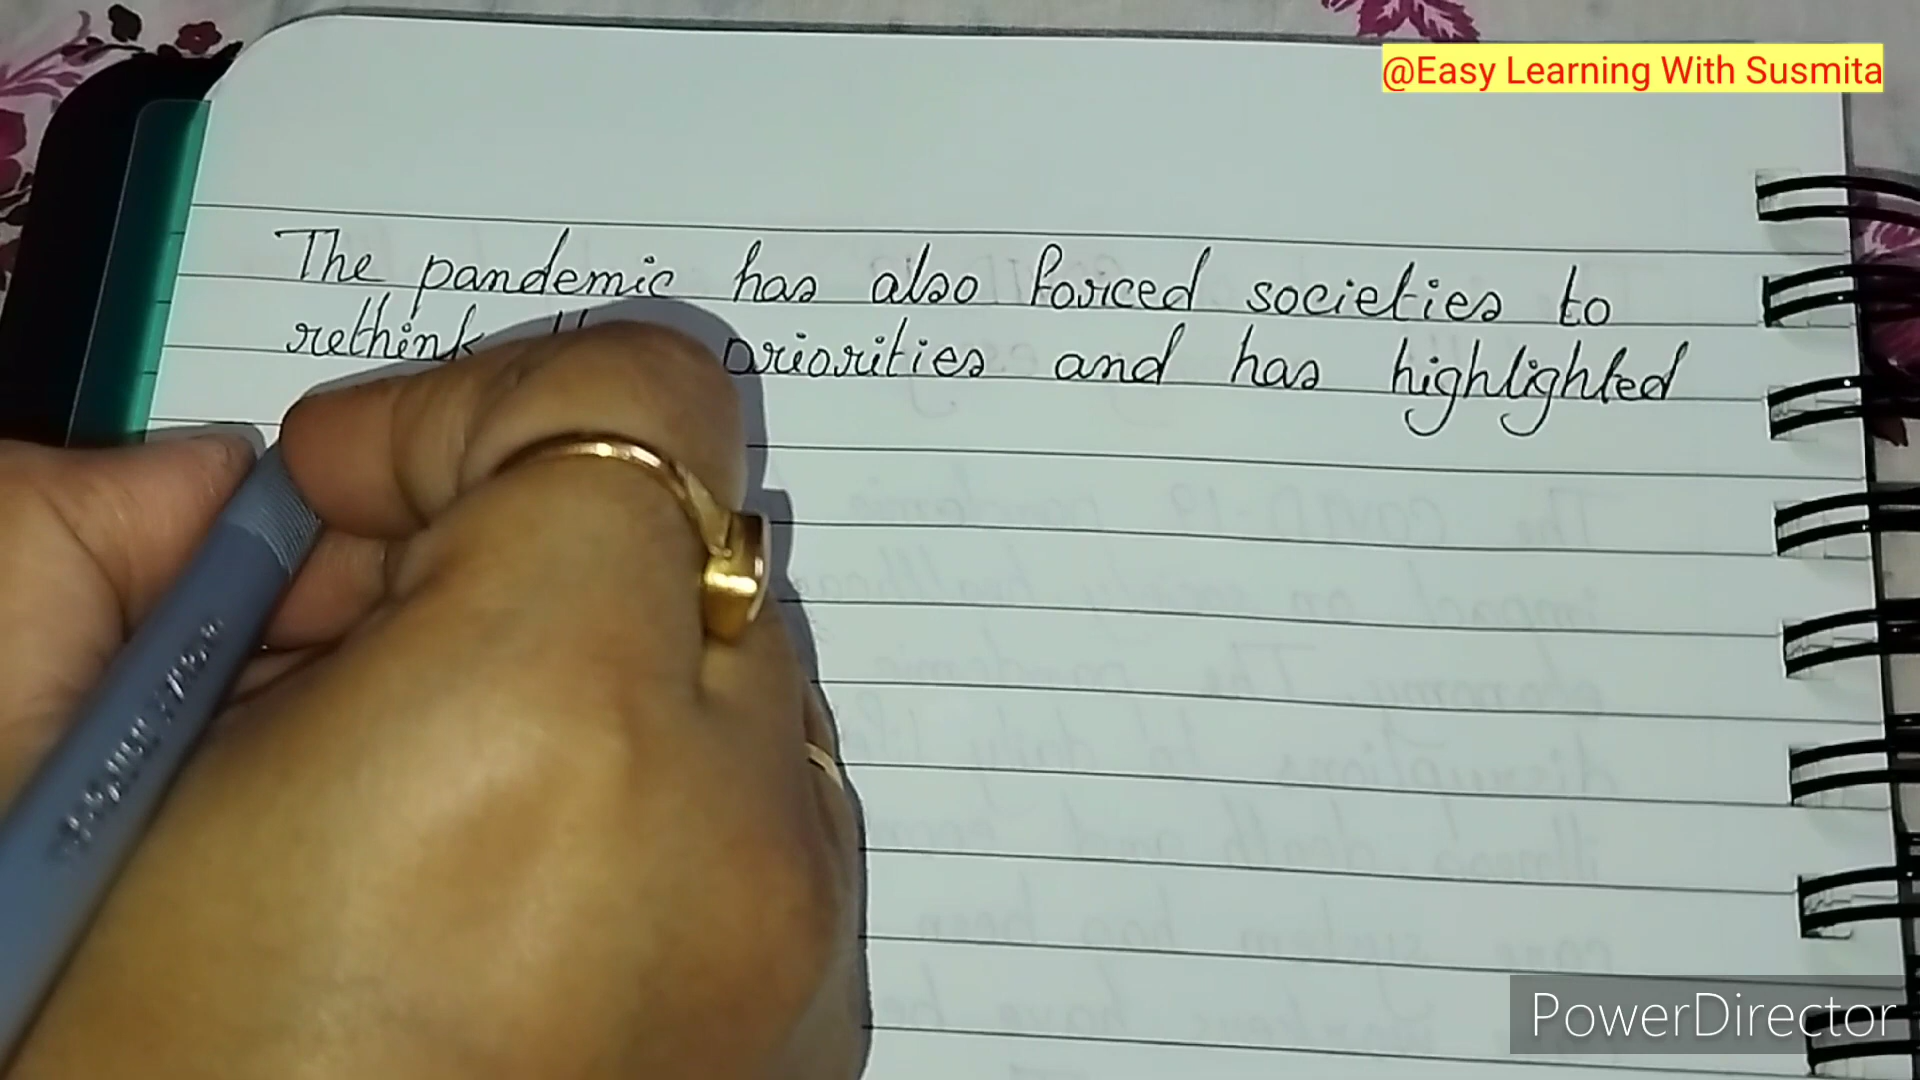 @Easy Learning With Susmita
The pandemic has also forced societies to
rethink priorities and has highlighted
PowerDirector